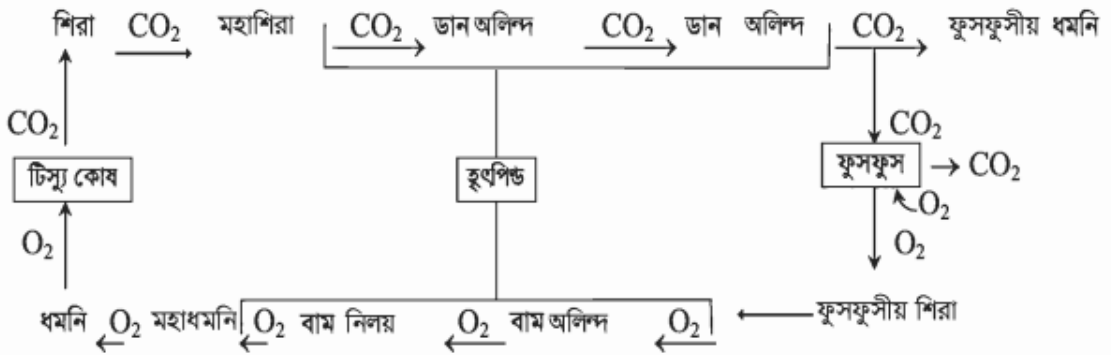 শিরা CO₂ মহাশিরা CO₂ ডান অলিন্দ CO₂ ডান অলিন্দ CO₂ ফুসফুসীয় ধমনি
CO₂ CO₂
টিস্যু কোষ হৃৎপিন্ড ফুসফুস CO₂
O₂
O₂ O₂
ধমনি O₂ মহাধমনি O₂ বাম নিলয় O₂ বাম অলিন্দ O₂ ফুসফুসীয় শিরা